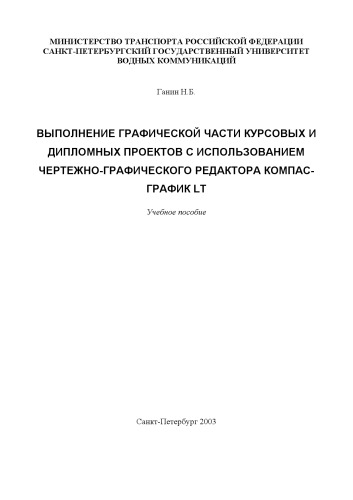 МИНИСТЕРСТВО ТРАНСПОРТА РОССИЙСКОЙ ФЕДЕРАЦИИ
САНКТ-ПЕТЕРБУРГСКИЙ ГОСУДАРСТВЕННЫЙ УНИВЕРСИТЕТ
ВОДНЫХ КОММУНИКАЦИЙ
Ганин Н.Б.
ВЫПОЛНЕНИЕ ГРАФИЧЕСКОЙ ЧАСТИ КУРСОВЫХ И
ДИПЛОМНЫХ ПРОЕКТОВ С ИСПОЛЬЗОВАНИЕМ
ЧЕРТЕЖНО-ГРАФИЧЕСКОГО РЕДАКТОРА КОМПАС-
ГРАФИК LT
Учебное пособие
Санкт-Петербург 2003